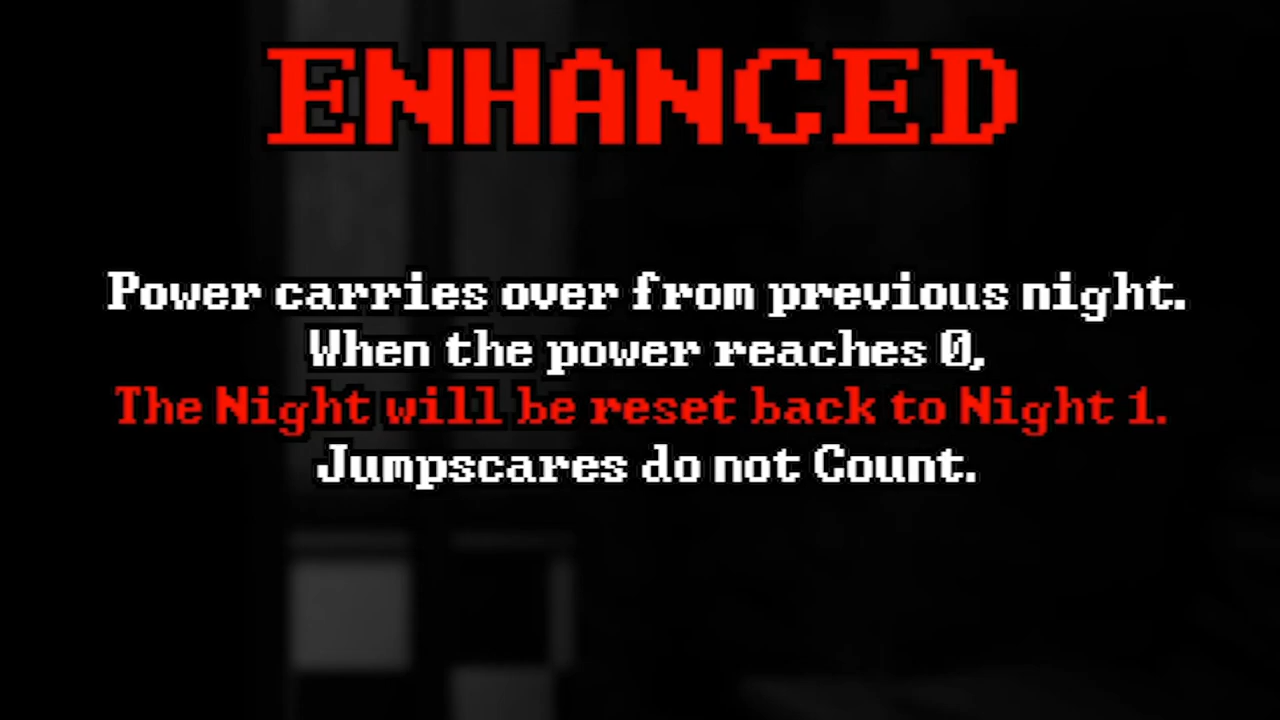 ENHANCED
Power carries over from previous night.
When the power reaches 0,
The Night will be reset back to Night 1.
Jumpscares do not Count.